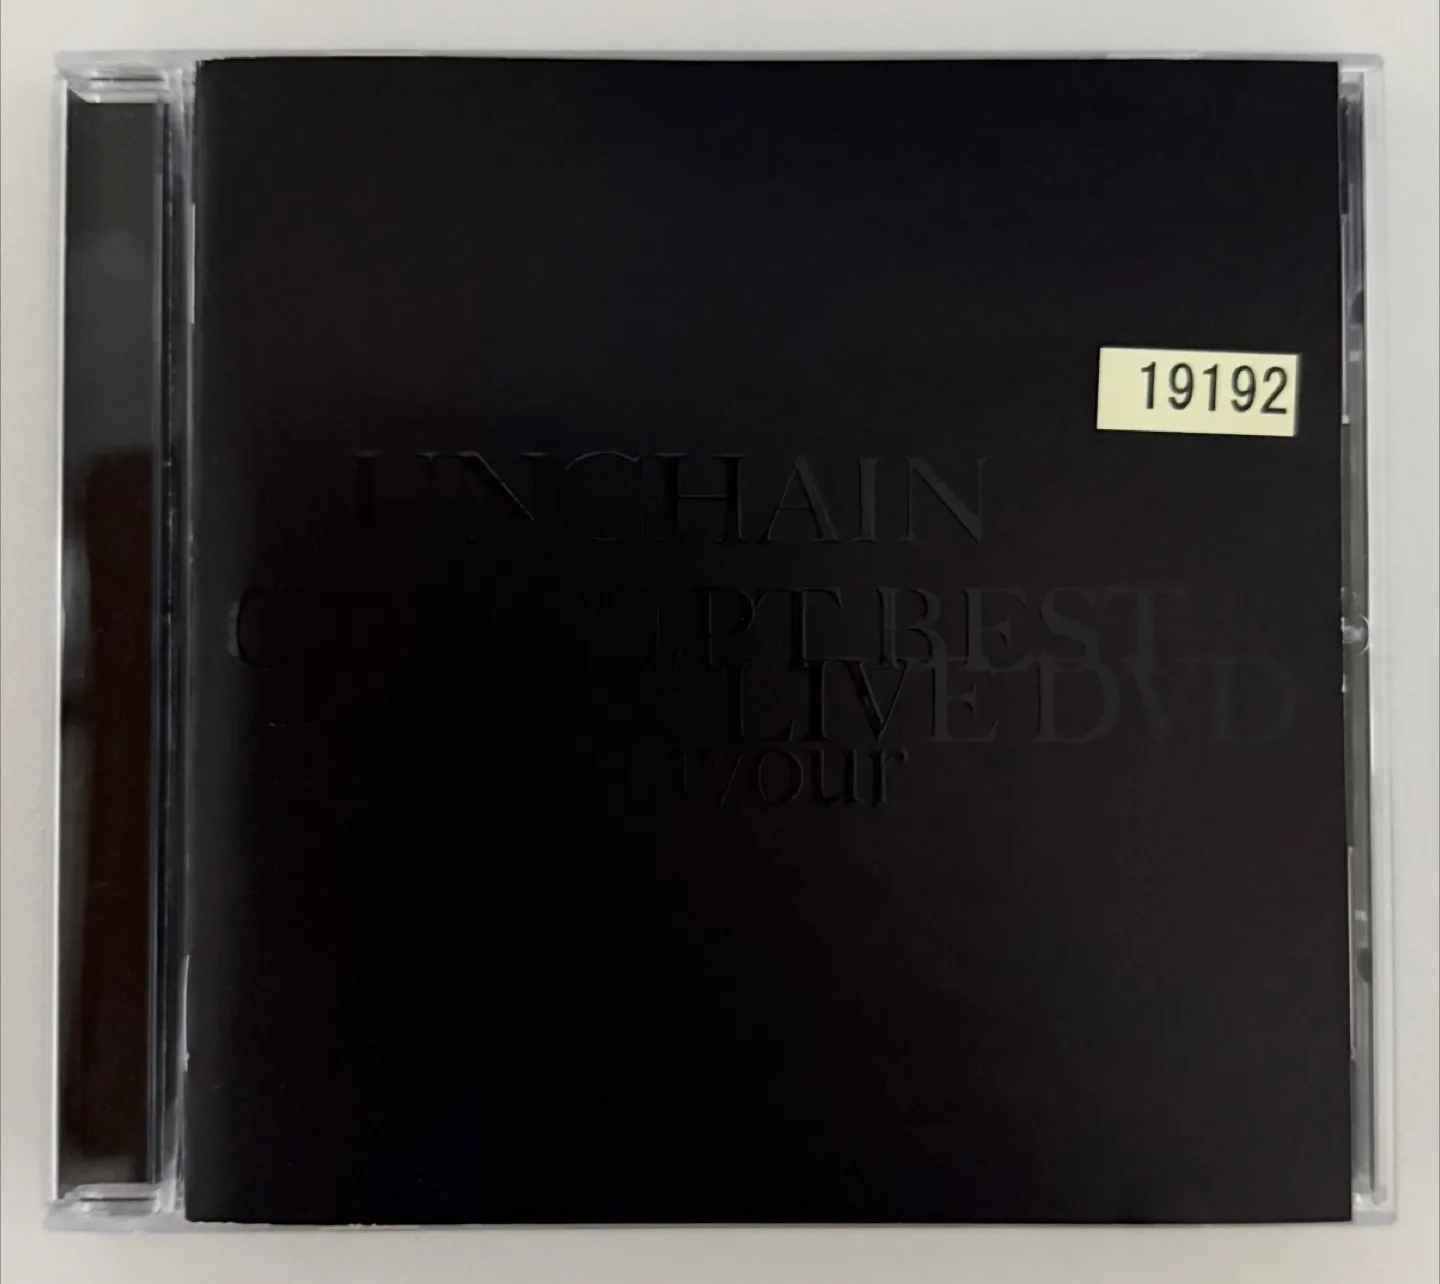 19192
UNCHAIN
BEST
LIVE DVD